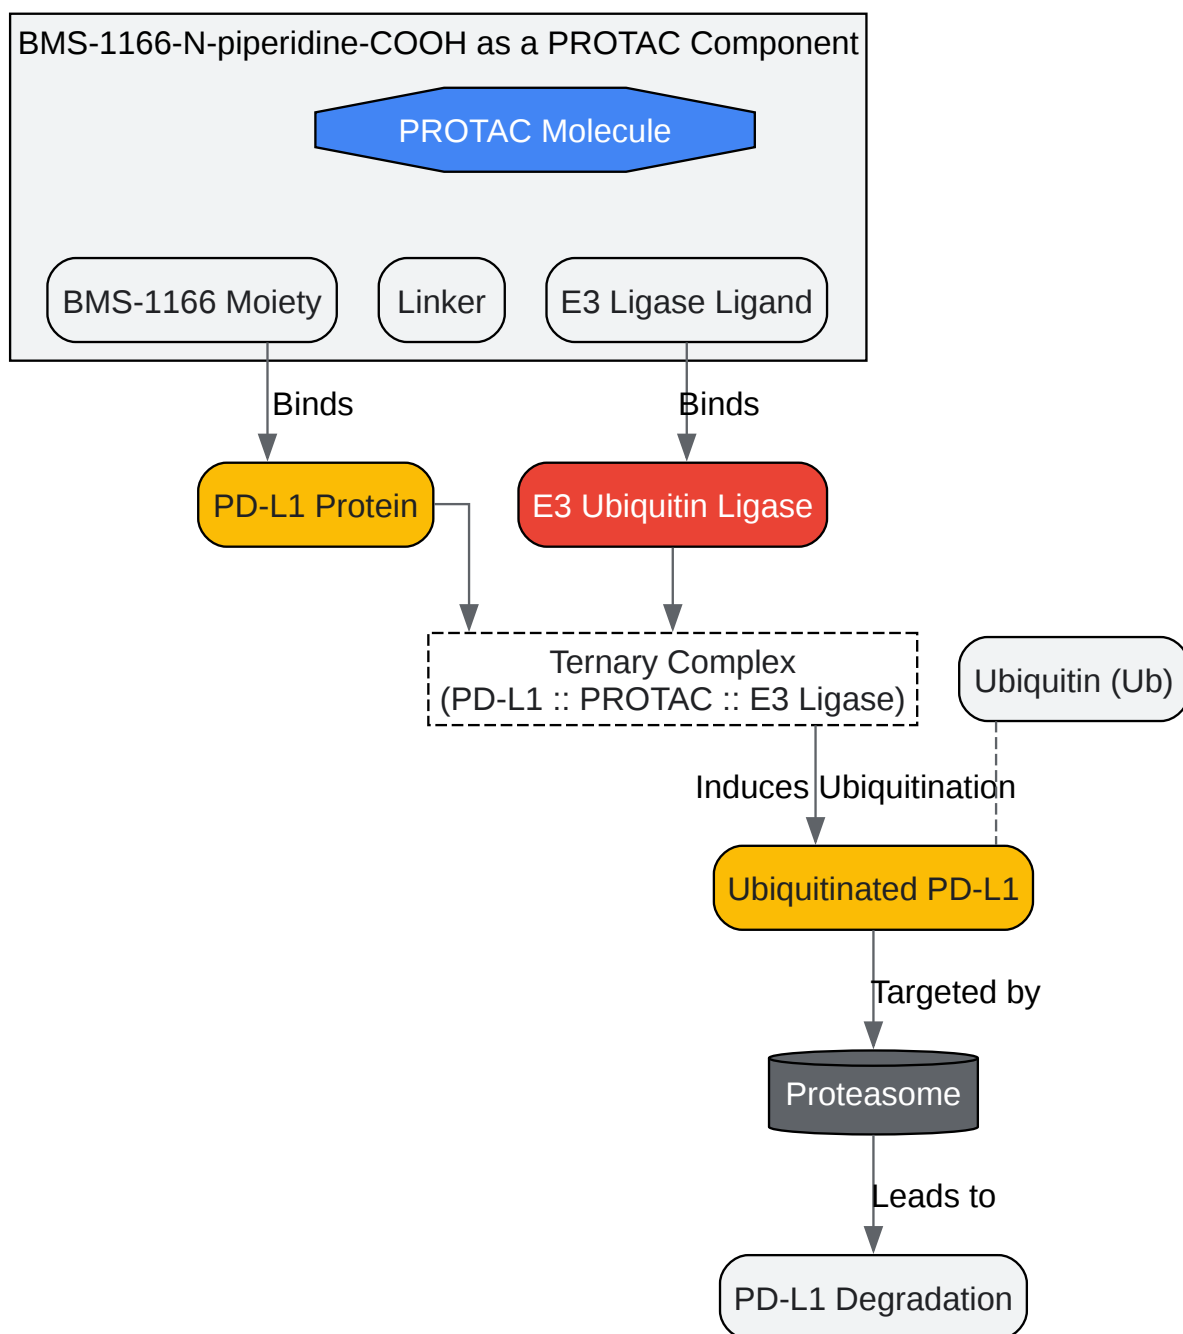 BMS-1166-N-piperidine-COOH as a PROTAC Component
PROTAC Molecule
BMS-1166 Moiety
Linker
E3 Ligase Ligand
Binds
Binds
PD-L1 Protein
E3 Ubiquitin Ligase
Ternary Complex
(PD-L1 :: PROTAC :: E3 Ligase)
Ubiquitin (Ub)
Induces Ubiquitination
Ubiquitinated PD-L1
Targeted by
Proteasome
Leads to
PD-L1 Degradation